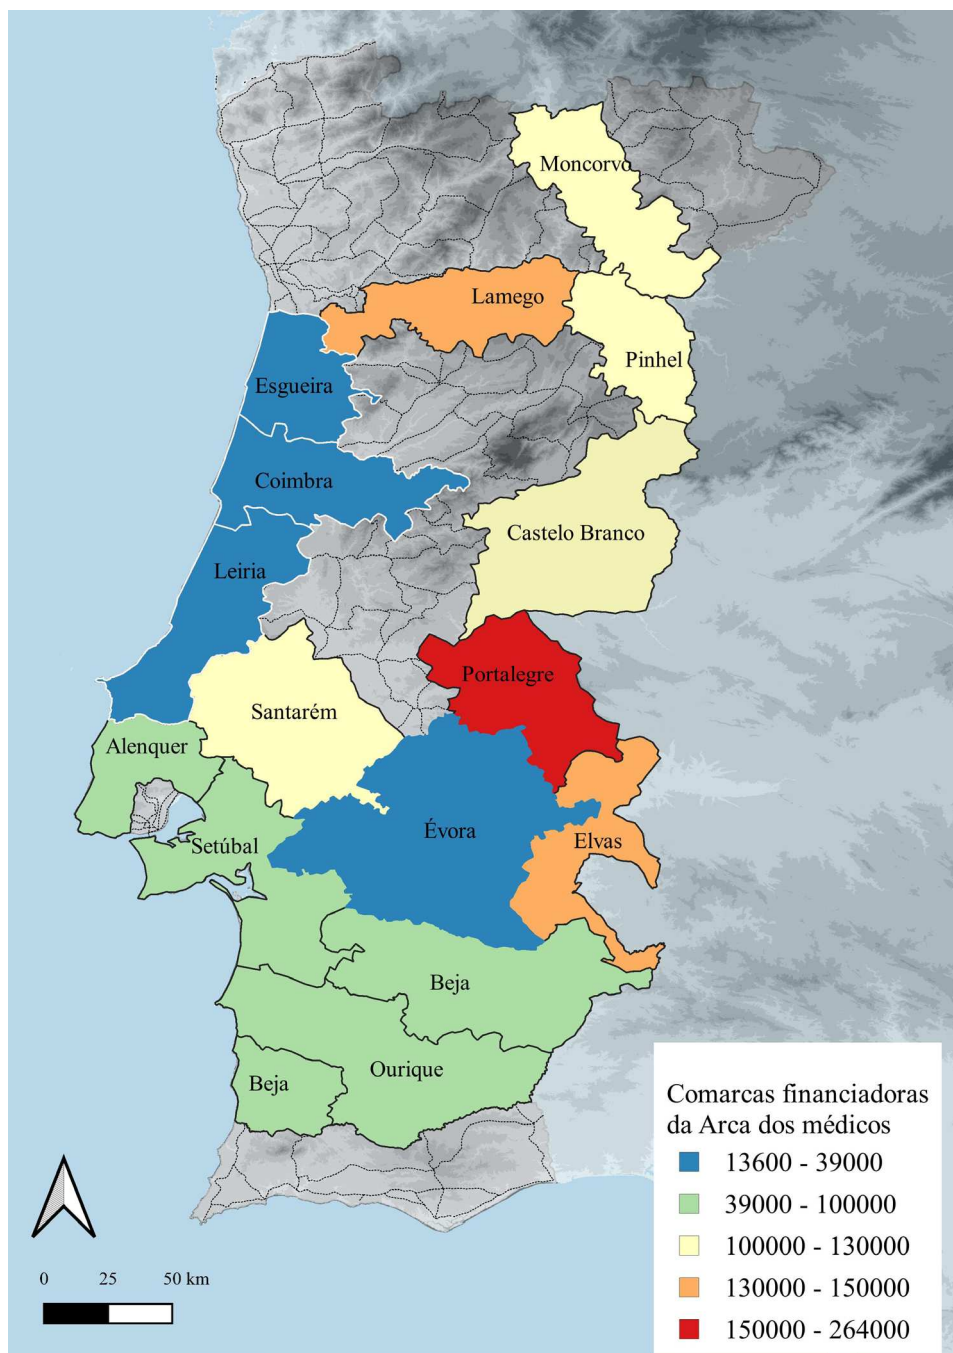 Moncorvo
Lamego
Pinhel
Esgueira
Coimbra
Castelo Branco
Leiria
Portalegre
Santarém
Alenquer
Évora
Elvas
Setúbal
Beja
Ourique
Beja
Comarcas financiadoras
da Arca dos médicos
13600 - 39000
39000 - 100000
100000 - 130000
130000 - 150000
150000 - 264000
0 25 50 km